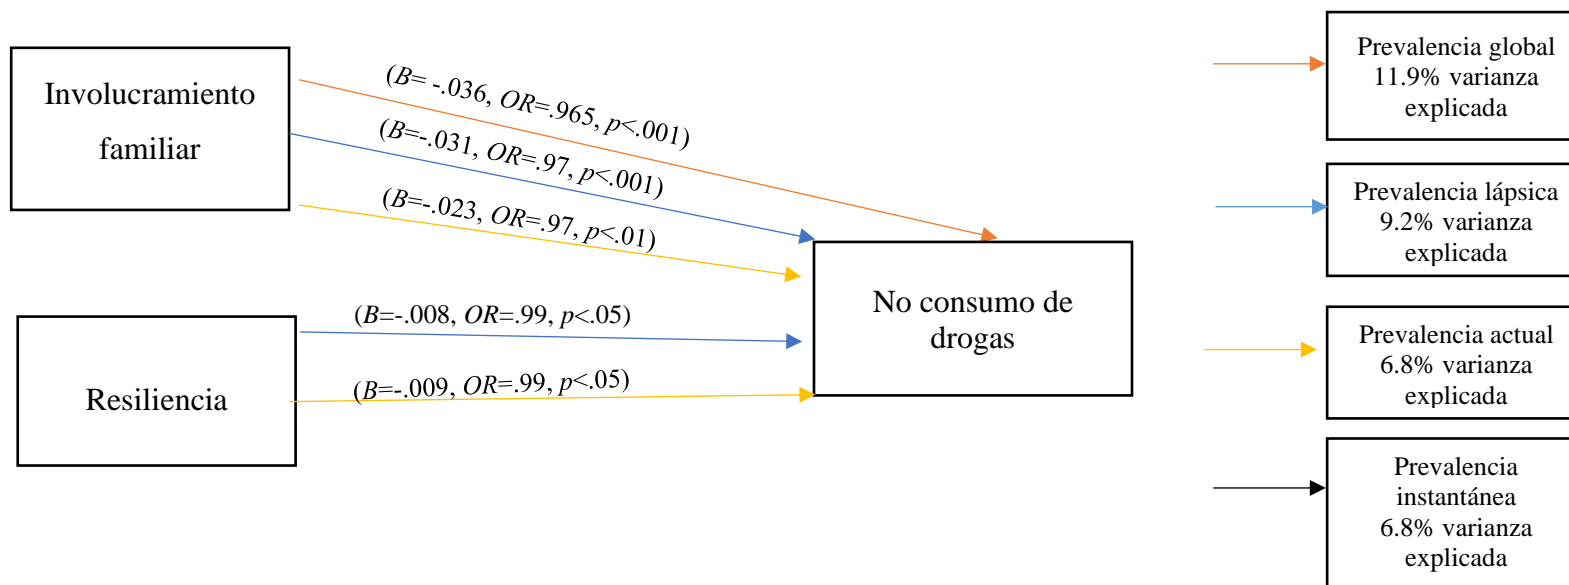 Involucramiento
familiar
(B= -.036, OR=.965, p<.001)
(B=-.031, OR=.97, p<.001)
(B=-.023, OR=.97, p<.01)
Resiliencia
(B=-.008, OR=.99, p<.05)
(B=-.009, OR=.99, p<.05)
No consumo de
drogas
Prevalencia global
11.9% varianza
explicada
Prevalencia lápsica
9.2% varianza
explicada
Prevalencia actual
6.8% varianza
explicada
Prevalencia
instantánea
6.8% varianza
explicada